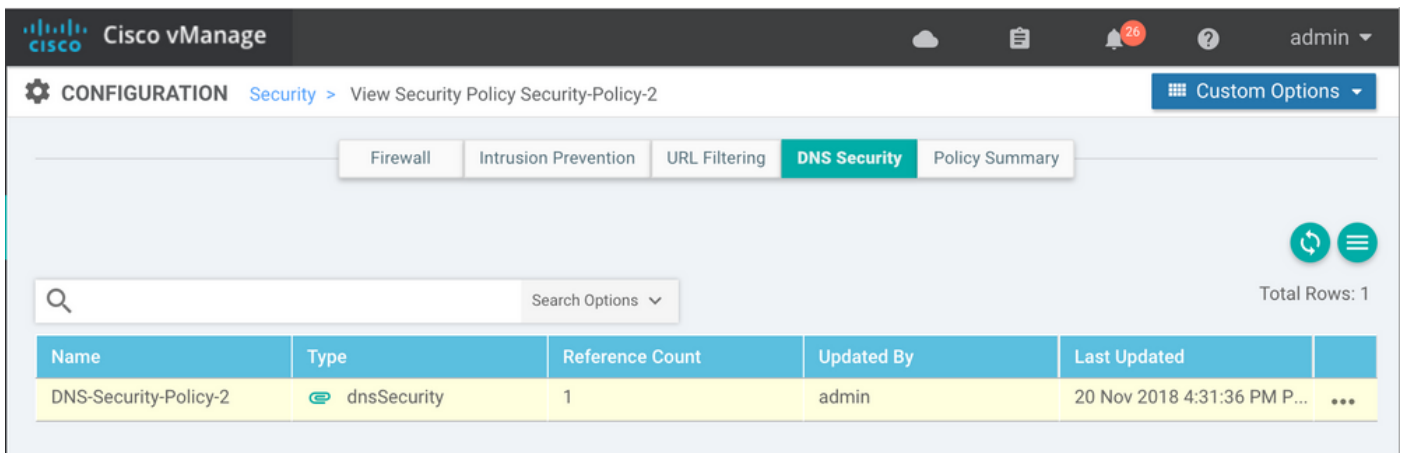 cisco Cisco vManage 26 admin
CONFIGURATION Security > View Security Policy Security-Policy-2 Custom Options
Firewall Intrusion Prevention URL Filtering DNS Security Policy Summary
Search Options Total Rows: 1
Name Type Reference Count Updated By Last Updated
DNS-Security-Policy-2 dnsSecurity 1 admin 20 Nov 2018 4:31:36 PM P...